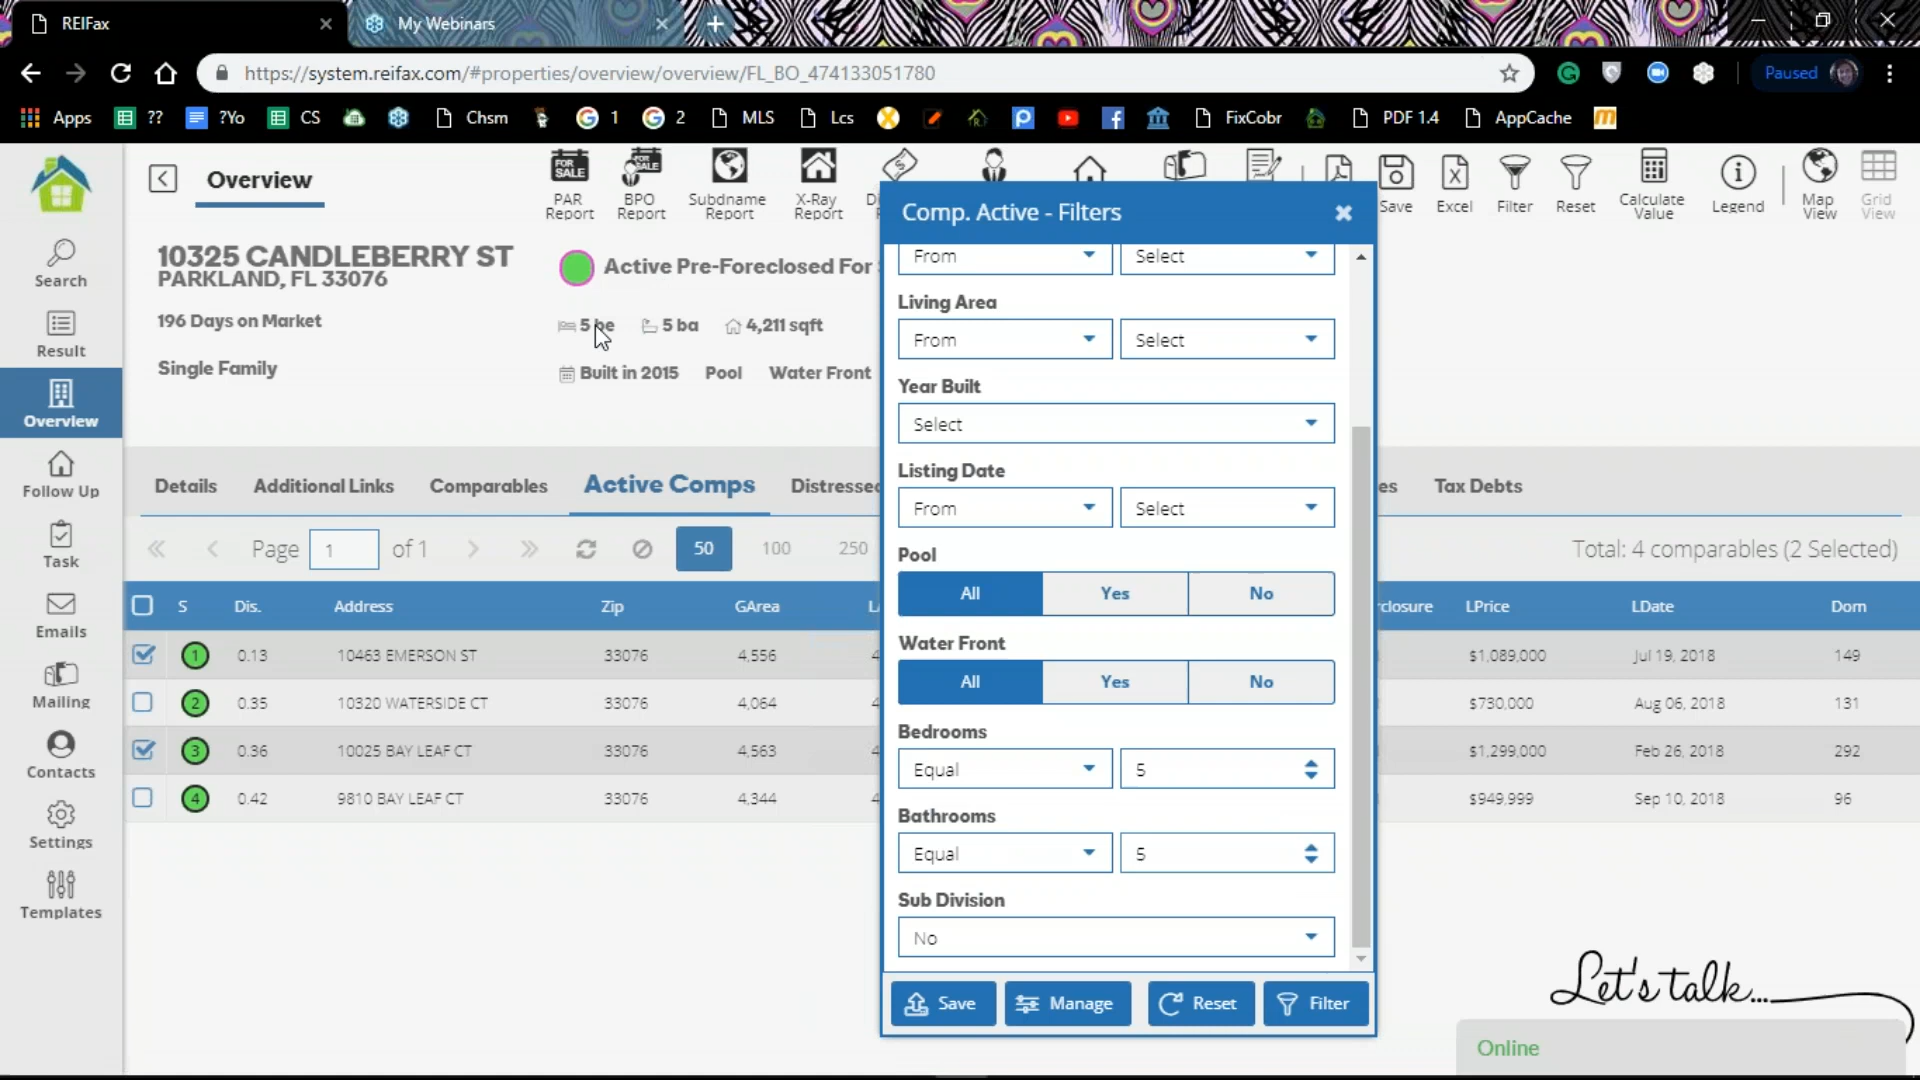 REIFax
My Webinars
https://system.reifax.com/#properties/overview/overview/FL_BO_474133051780
Paused
Apps ?? ?Yo CS Chsm 1 2 MLS Lcs FixCobr PDF 1.4 AppCache
Overview
PAR Report
BPO Report
Subdname Report
X-Ray Report
Save
Excel
Filter
Reset
Calculate Value
Legend
Map View
Grid View
Search
Result
Overview
Follow Up
Task
Emails
Mailing
Contacts
Settings
Templates
10325 CANDLEBERRY ST
PARKLAND, FL 33076
196 Days on Market
Single Family
Active Pre-Foreclosed For
5 be 5 ba 4,211 sqft
Built in 2015 Pool Water Front
Details Additional Links Comparables Active Comps Distressed Tax Debts
Page 1 of 1 50 100 250
Total: 4 comparables (2 Selected)
S Dis. Address Zip GArea LPrice LDate Dom
1 0.13 10463 EMERSON ST 33076 4,556 $1,089,000 Jul 19, 2018 149
2 0.35 10320 WATERSIDE CT 33076 4,064 $730,000 Aug 06, 2018 131
3 0.36 10025 BAY LEAF CT 33076 4,563 $1,299,000 Feb 26, 2018 292
4 0.42 9810 BAY LEAF CT 33076 4,344 $949,999 Sep 10, 2018 96
Comp. Active - Filters
From Select
Living Area
From Select
Year Built
Select
Listing Date
From Select
Pool
All Yes No
Water Front
All Yes No
Bedrooms
Equal 5
Bathrooms
Equal 5
Sub Division
No
Save Manage Reset Filter
Let's talk...
Online